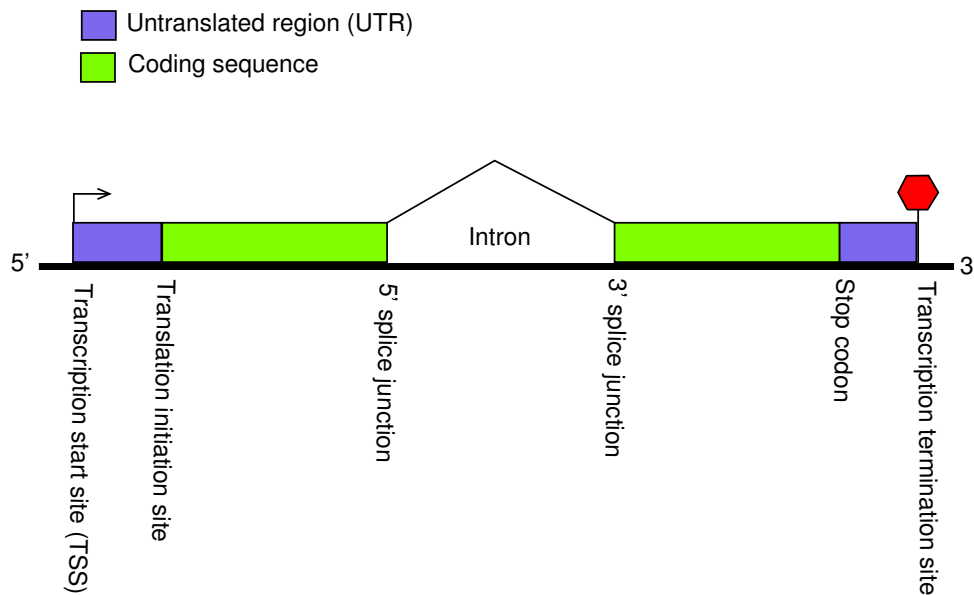 Untranslated region (UTR)
Coding sequence
Intron
5’
3
Transcription start site (TSS)
Translation initiation site
5’ splice junction
3’ splice junction
Stop codon
Transcription termination site